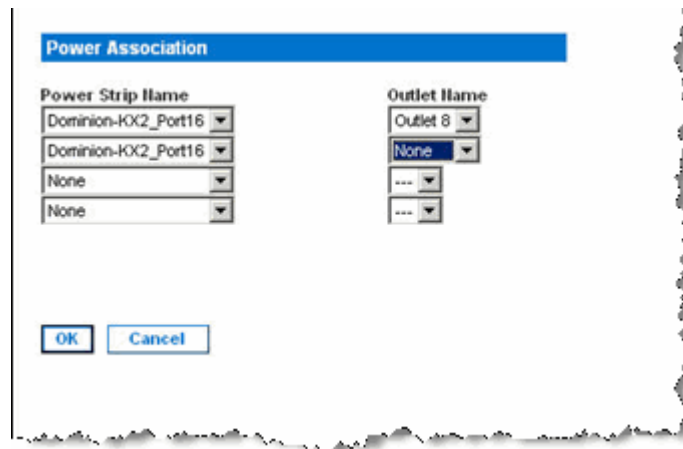 Power Association
Power Strip Name Outlet Name
Dominion-KX2_Port16 Outlet 8
Dominion-KX2_Port16 None
None ---
None ---
OK Cancel